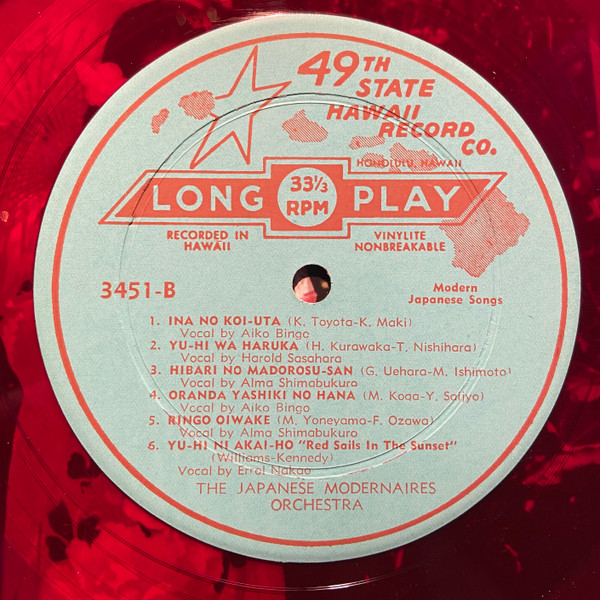 49TH
STATE
HAWAII
RECORD
CO.
HONOLULU, HAWAII
LONG 33⅓ RPM PLAY
RECORDED IN
HAWAII
VINYLITE
NONBREAKABLE
3451-B
Modern
Japanese Songs
1. INA NO KOI-UTA (K. Toyota-K. Maki)
Vocal by Aiko Bingo
2. YU-HI WA HARUKA (H. Kurawaka-T. Nishihara)
Vocal by Harold Sasahara
3. HIBARI NO MADOROSU-SAN (G. Uehara-M. Ishimoto)
Vocal by Alma Shimabukuro
4. ORANDA YASHIKI NO HANA (M. Koga-Y. Saijyo)
Vocal by Aiko Bingo
5. RINGO OIWAKE (M. Yoneyama-F. Ozawa)
Vocal by Alma Shimabukuro
6. YU-HI NI AKAI-HO "Red Sails In The Sunset"
(Williams-Kennedy)
Vocal by Errol Nakao
THE JAPANESE MODERNAIRES
ORCHESTRA